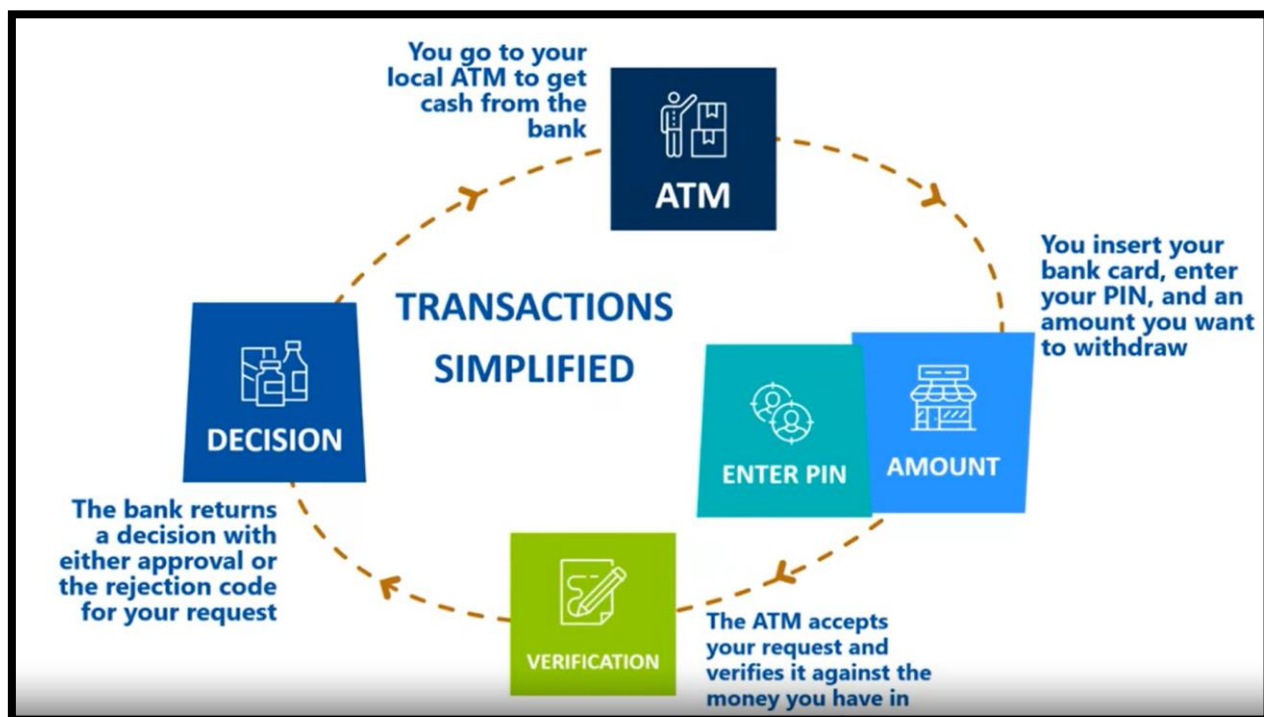 You go to your
local ATM to get
cash from the
bank
ATM
You insert your
bank card, enter
your PIN, and an
amount you want
to withdraw
TRANSACTIONS
SIMPLIFIED
DECISION
ENTER PIN
AMOUNT
The bank returns
a decision with
either approval or
the rejection code
for your request
VERIFICATION
The ATM accepts
your request and
verifies it against the
money you have in